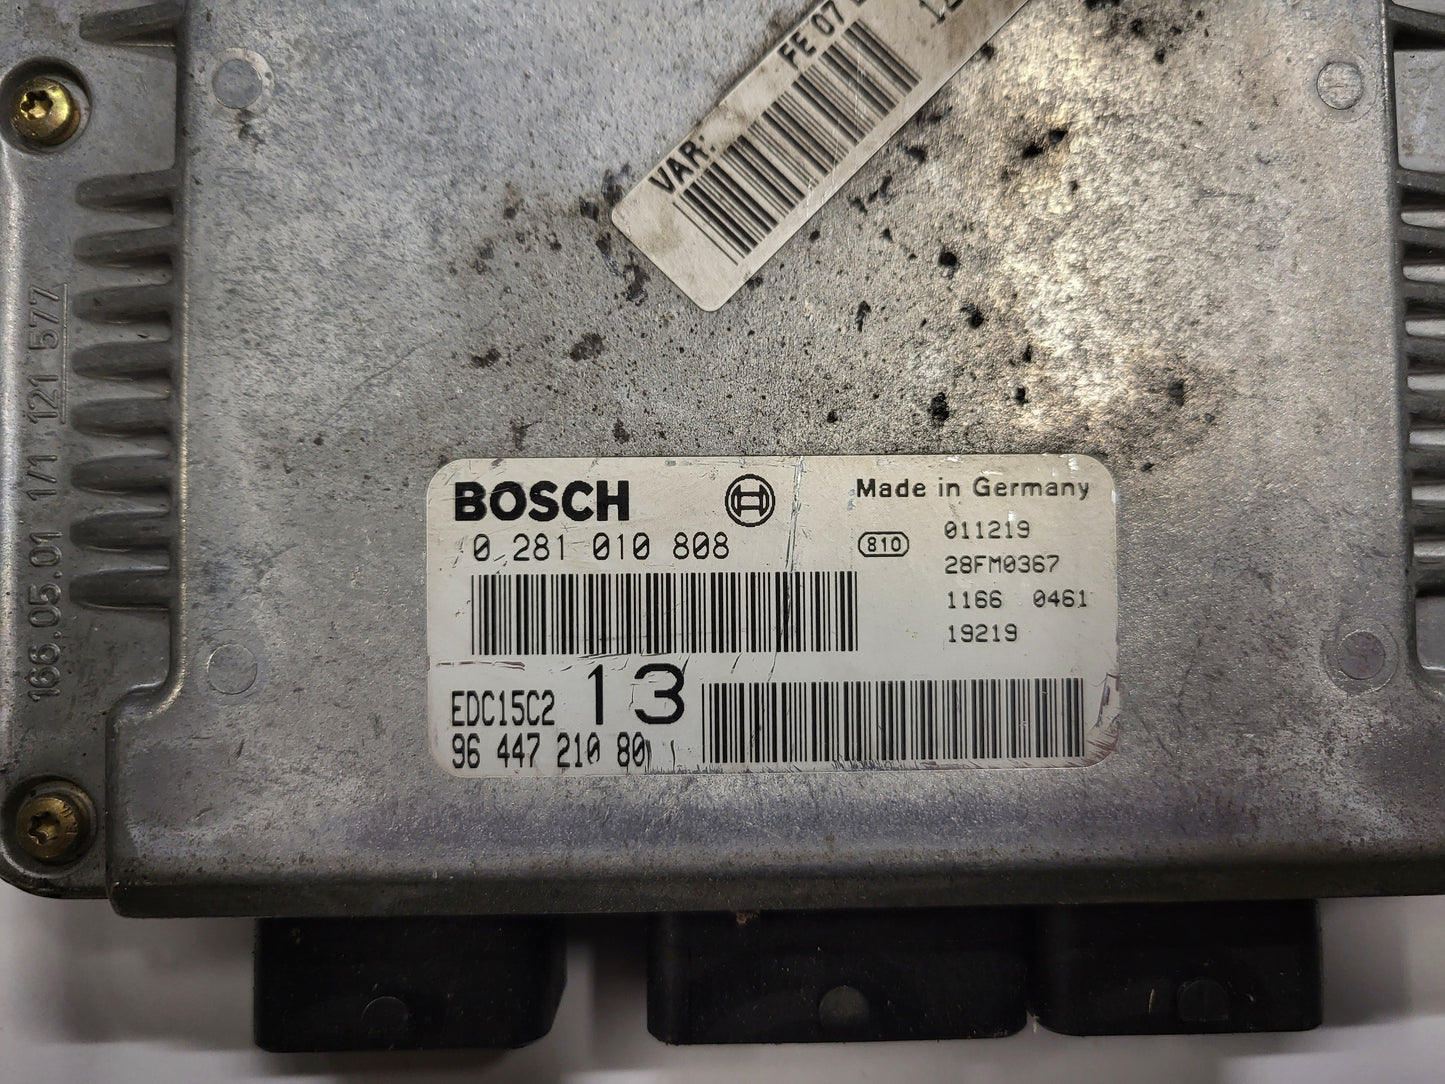 VAR: FE 07
BOSCH
Made in Germany
0 281 010 808
810
011219
28FM0367
1166 0461
19219
EDC15C2
13
96 447 210 80
166.05.01 1/1 121 577